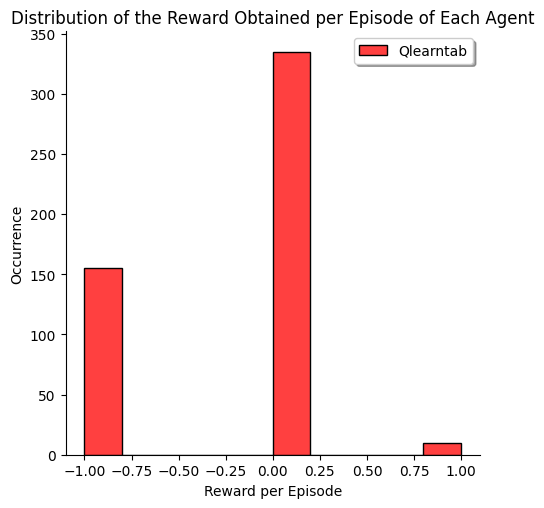 Distribution of the Reward Obtained per Episode of Each Agent
Qlearntab
350
300
250
200
150
100
50
0
Occurrence
−1.00 −0.75 −0.50 −0.25 0.00 0.25 0.50 0.75 1.00
Reward per Episode